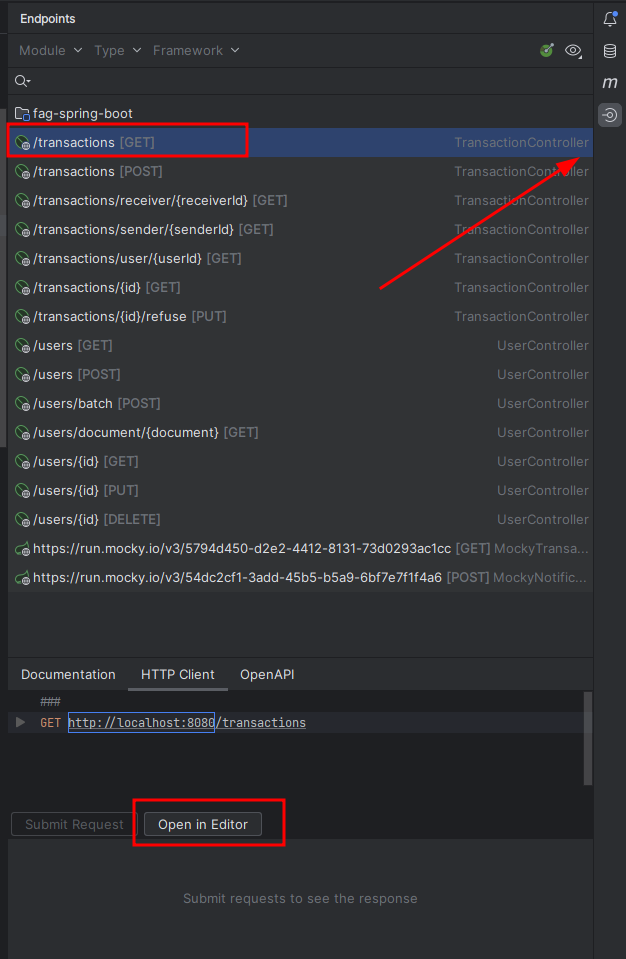 Endpoints
Module Type Framework
fag-spring-boot
/transactions [GET] TransactionController
/transactions [POST] TransactionController
/transactions/receiver/{receiverId} [GET] TransactionController
/transactions/sender/{senderId} [GET] TransactionController
/transactions/user/{userId} [GET] TransactionController
/transactions/{id} [GET] TransactionController
/transactions/{id}/refuse [PUT] TransactionController
/users [GET] UserController
/users [POST] UserController
/users/batch [POST] UserController
/users/document/{document} [GET] UserController
/users/{id} [GET] UserController
/users/{id} [PUT] UserController
/users/{id} [DELETE] UserController
https://run.mocky.io/v3/5794d450-d2e2-4412-8131-73d0293ac1cc [GET] MockyTransa...
https://run.mocky.io/v3/54dc2cf1-3add-45b5-b5a9-6bf7e7f1f4a6 [POST] MockyNotific...
Documentation HTTP Client OpenAPI
###
GET http://localhost:8080/transactions
Submit Request Open in Editor
Submit requests to see the response
m